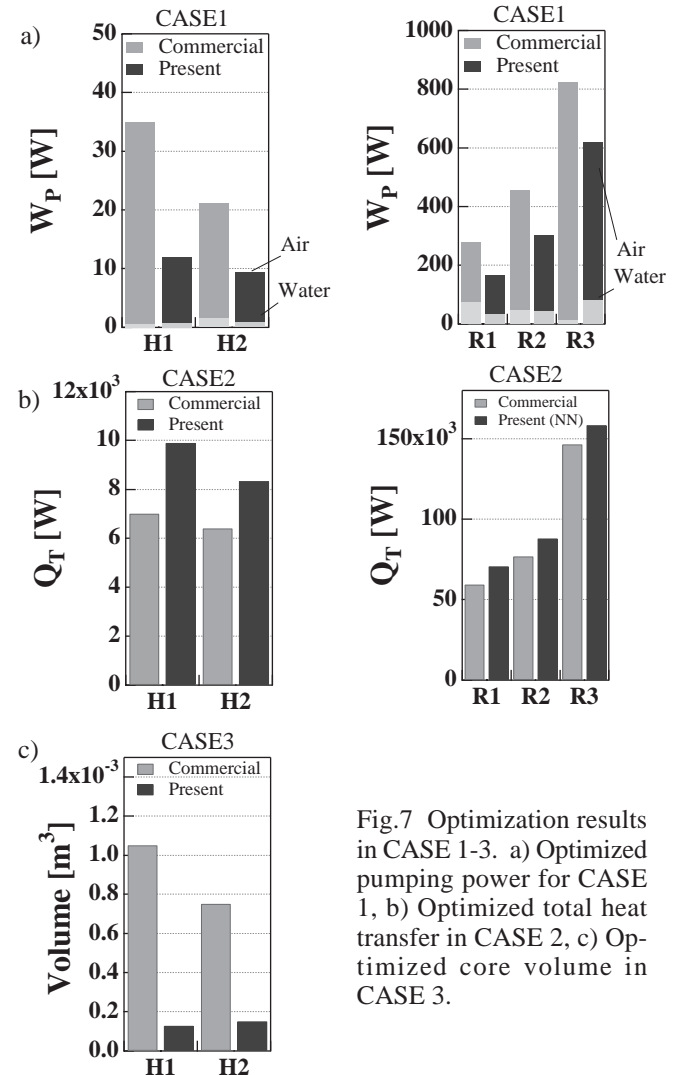 a)
CASE1
50
40
30
20
10
0
W_P [W]
Commercial
Present
Air
Water
H1 H2
CASE1
1000
800
600
400
200
0
W_P [W]
Commercial
Present
Air
Water
R1 R2 R3
b)
CASE2
12x10^3
10
8
6
4
2
0
Q_T [W]
Commercial
Present
H1 H2
CASE2
150x10^3
100
50
0
Q_T [W]
Commercial
Present (NN)
R1 R2 R3
c)
CASE3
1.4x10^-3
1.2
1.0
0.8
0.6
0.4
0.2
0.0
Volume [m^3]
Commercial
Present
H1 H2
Fig.7 Optimization results
in CASE 1-3. a) Optimized
pumping power for CASE
1, b) Optimized total heat
transfer in CASE 2, c) Op-
timized core volume in
CASE 3.